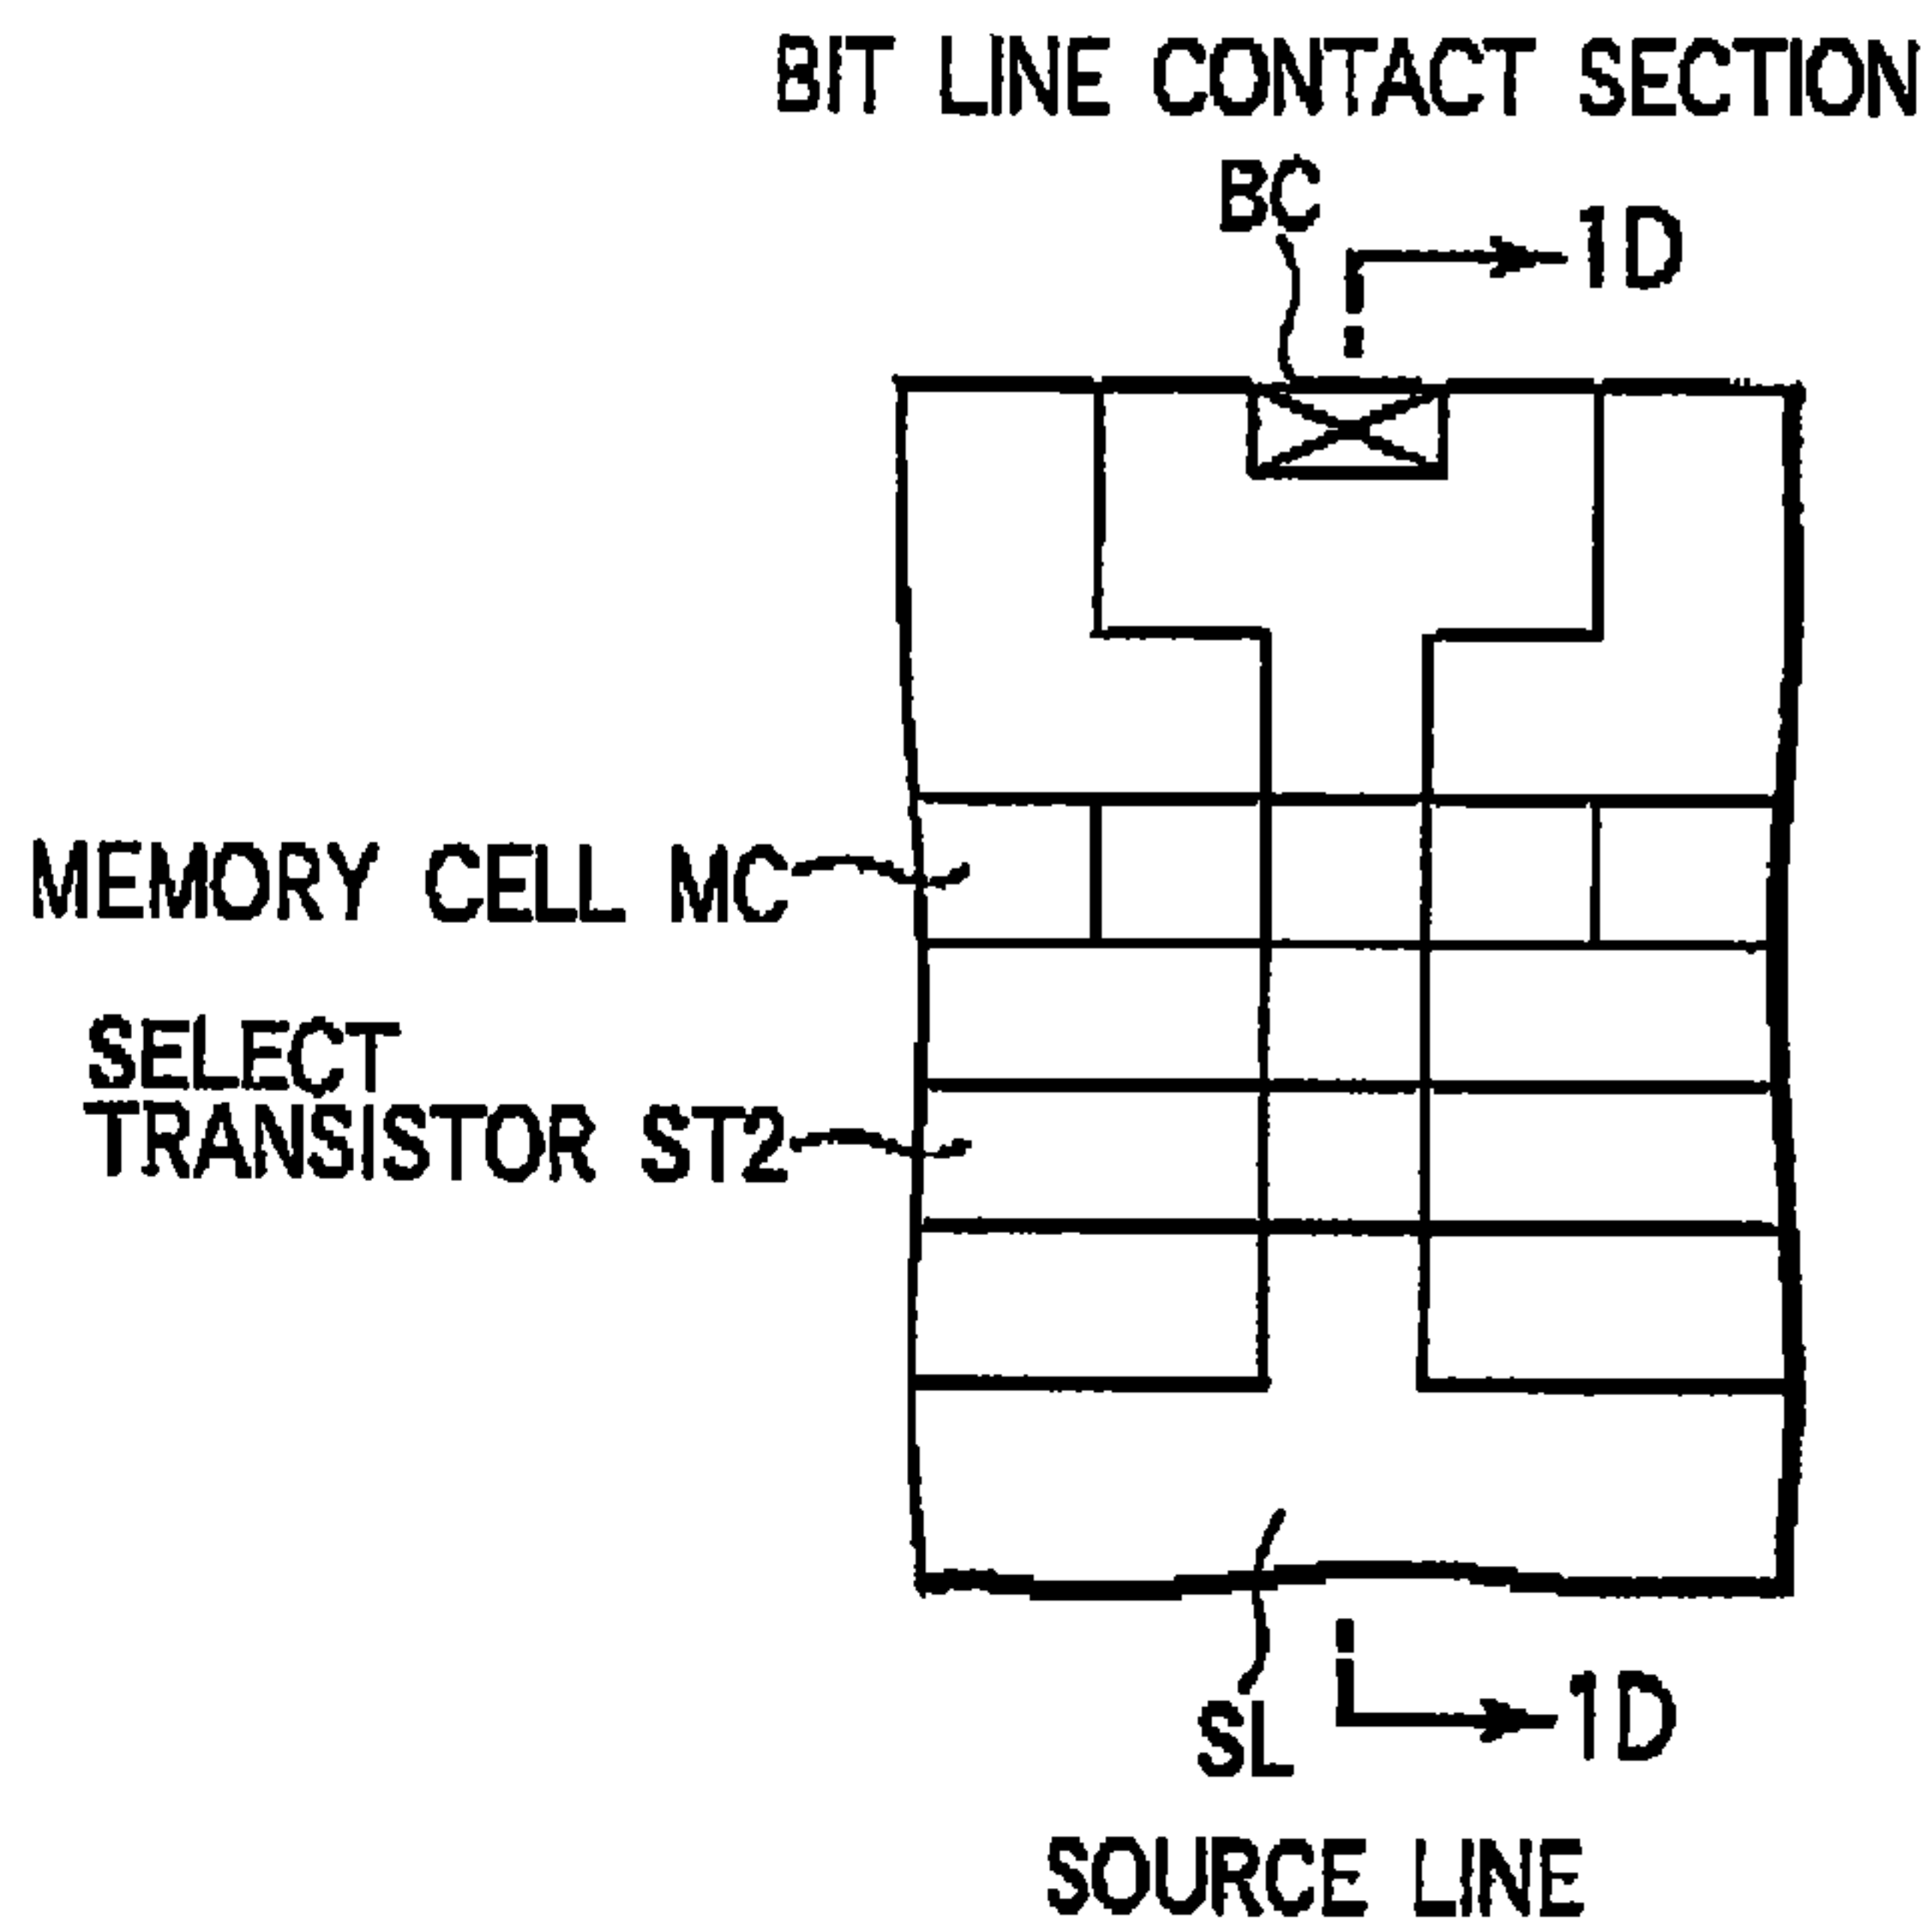 BIT LINE CONTACT SECTION
BC
1D
MEMORY CELL MC
SELECT
TRANSISTOR ST2
1D
SL
SOURCE LINE